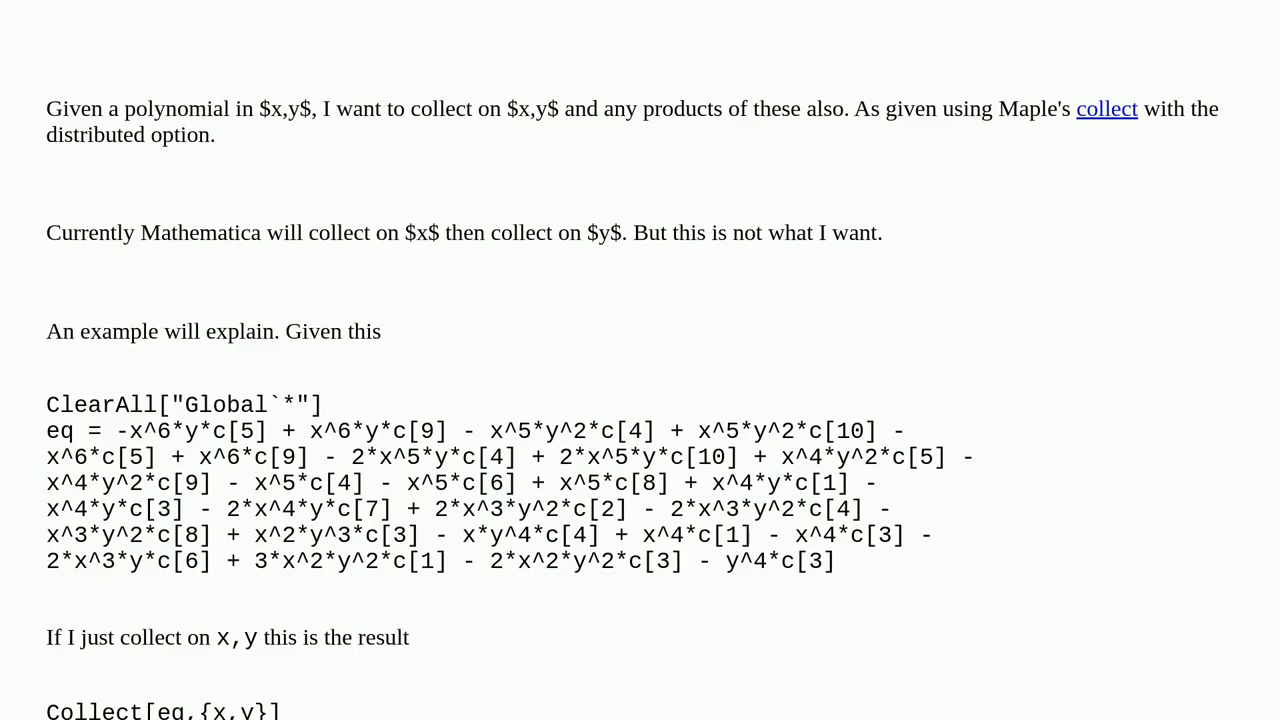 Given a polynomial in $x,y$, I want to collect on $x,y$ and any products of these also. As given using Maple's collect with the
distributed option.
Currently Mathematica will collect on $x$ then collect on $y$. But this is not what I want.
An example will explain. Given this
ClearAll["Global`*"]
eq = -x^6*y*c[5] + x^6*y*c[9] - x^5*y^2*c[4] + x^5*y^2*c[10] -
x^6*c[5] + x^6*c[9] - 2*x^5*y*c[4] + 2*x^5*y*c[10] + x^4*y^2*c[5] -
x^4*y^2*c[9] - x^5*c[4] - x^5*c[6] + x^5*c[8] + x^4*y*c[1] -
x^4*y*c[3] - 2*x^4*y*c[7] + 2*x^3*y^2*c[2] - 2*x^3*y^2*c[4] -
x^3*y^2*c[8] + x^2*y^3*c[3] - x*y^4*c[4] + x^4*c[1] - x^4*c[3] -
2*x^3*y*c[6] + 3*x^2*y^2*c[1] - 2*x^2*y^2*c[3] - y^4*c[3]
If I just collect on x,y this is the result
Collect[eq,{x,y}]